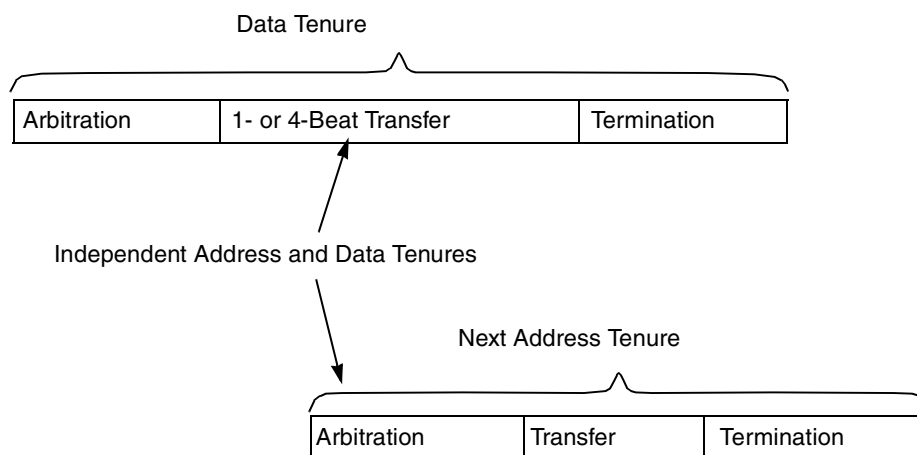 Data Tenure
Arbitration 1- or 4-Beat Transfer Termination
Independent Address and Data Tenures
Next Address Tenure
Arbitration Transfer Termination